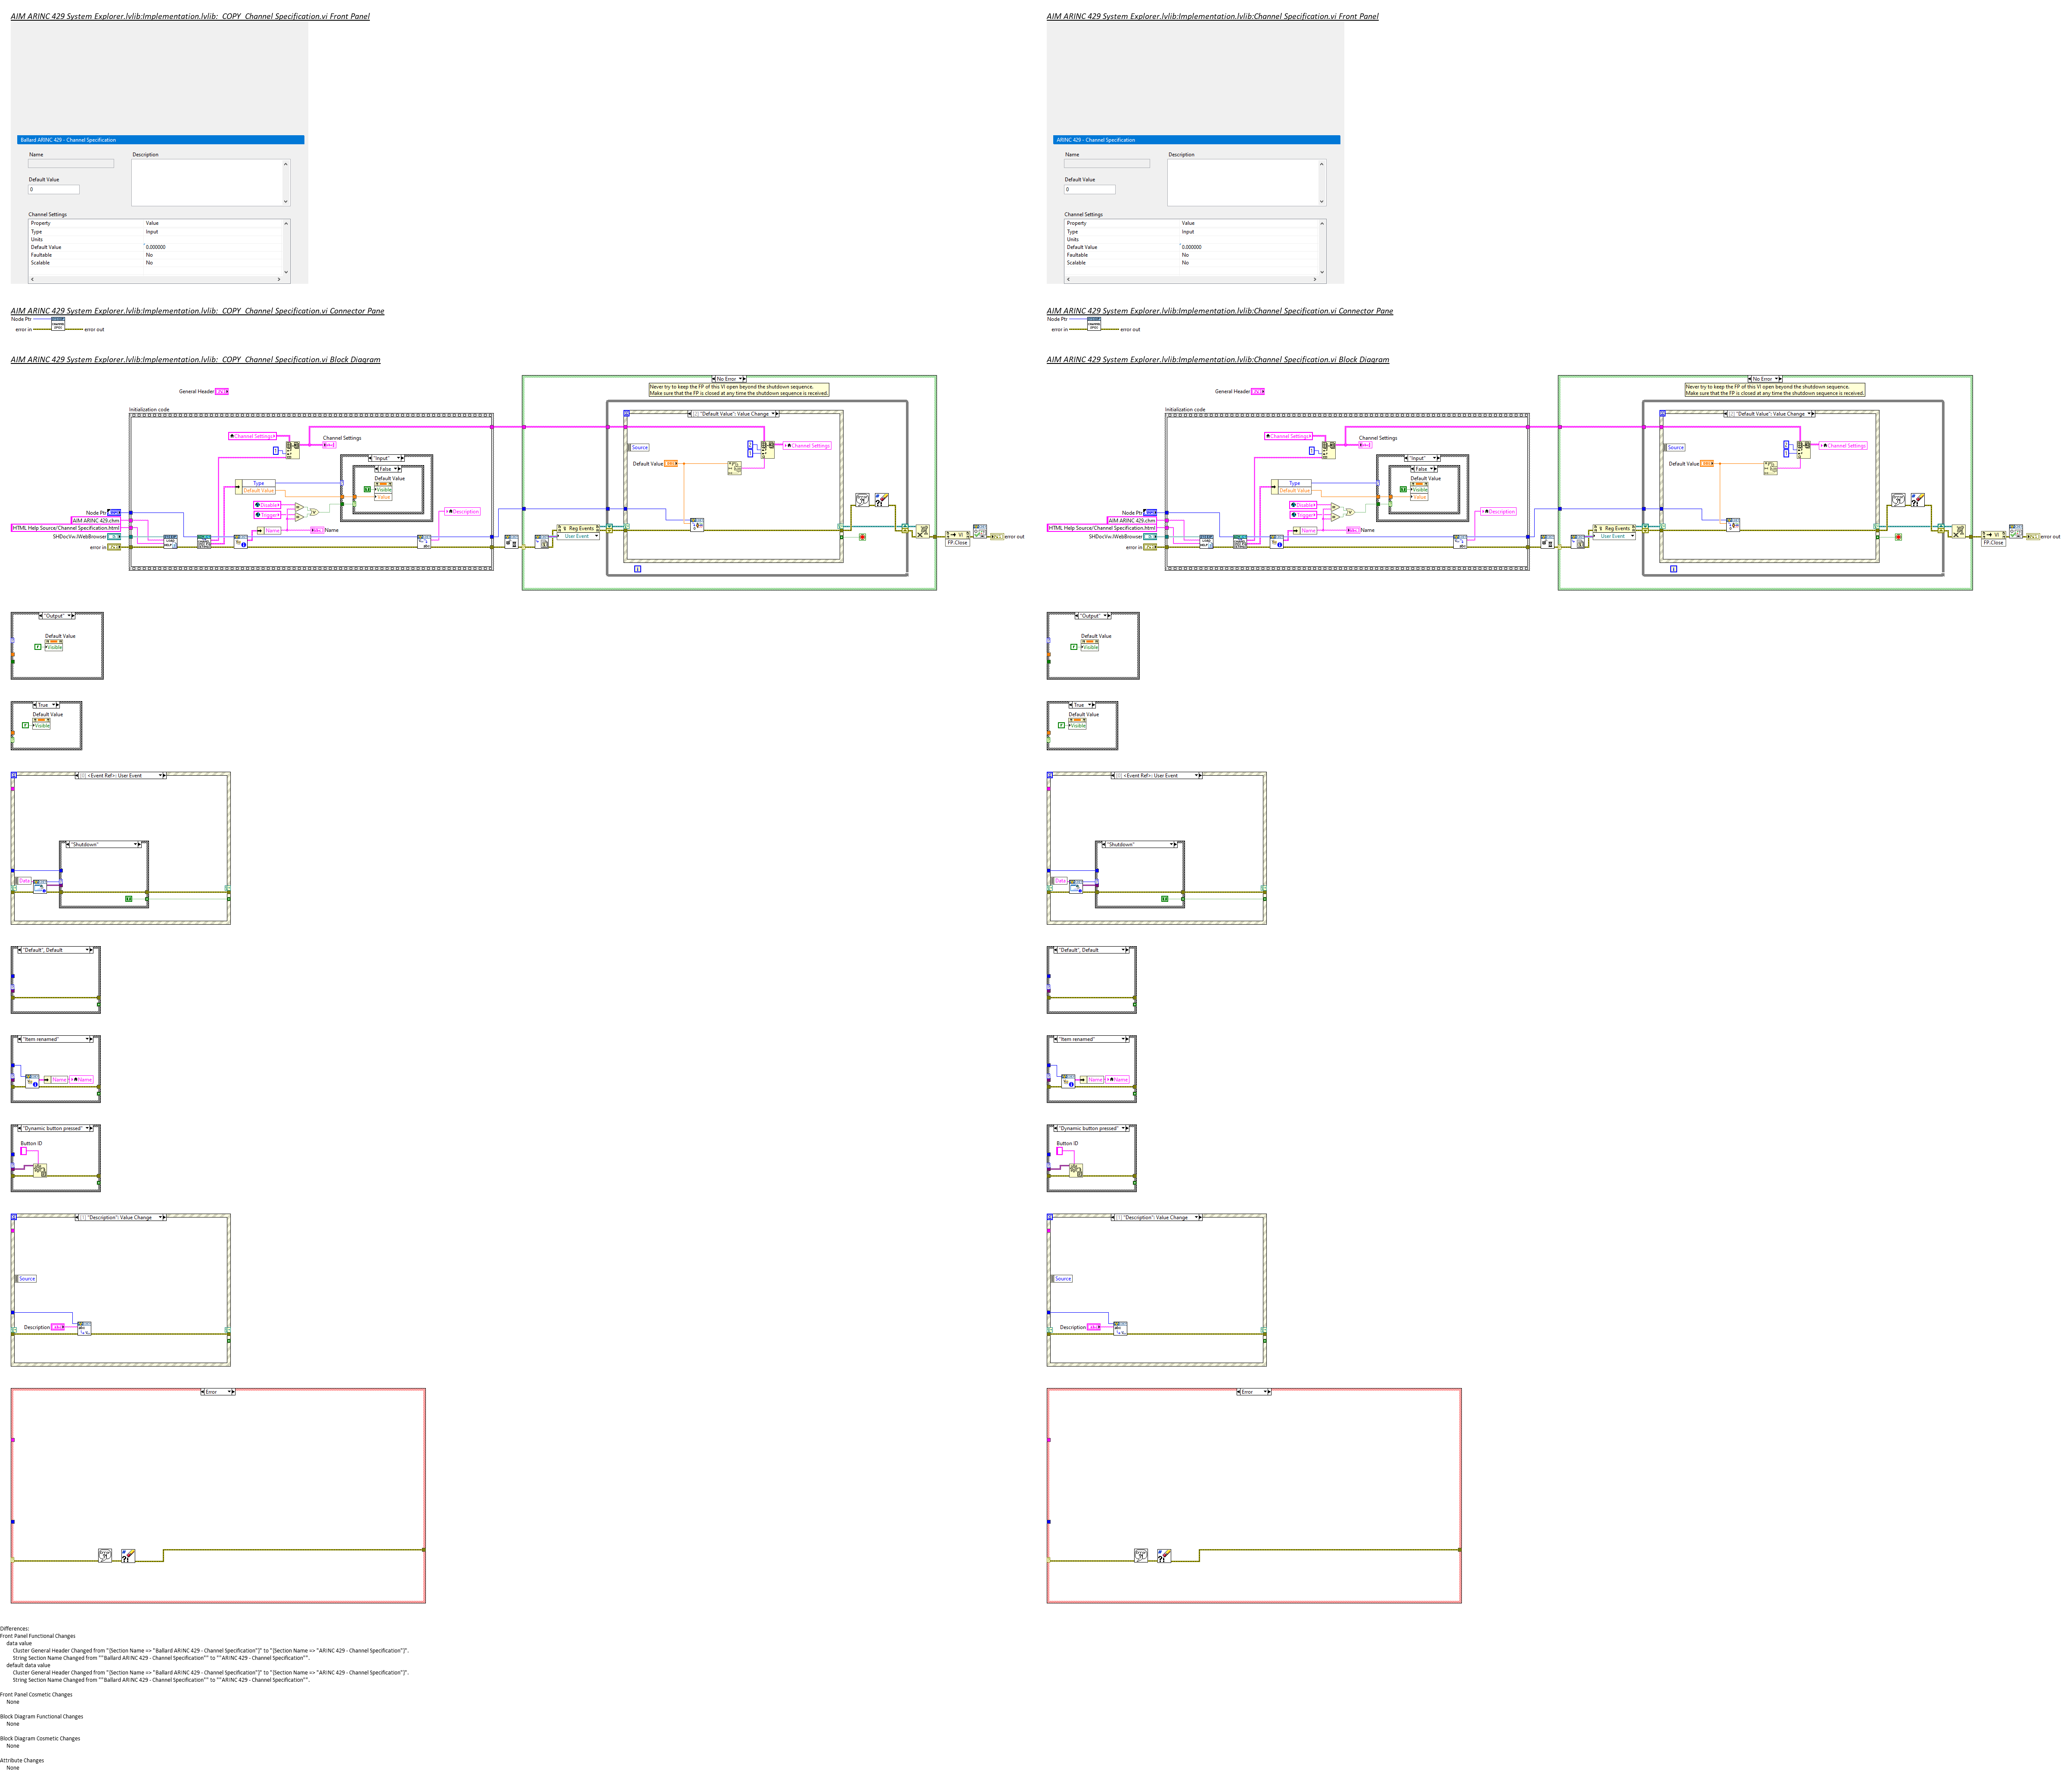 AIM ARINC 429 System Explorer.lvlib:Implementation.lvlib:_COPY_Channel Specification.vi Front Panel
Ballard ARINC 429 - Channel Specification
Name
Description
Default Value
0
Channel Settings
Property Value
Type Input
Units
Default Value 0.000000
Faultable No
Scalable No
AIM ARINC 429 System Explorer.lvlib:Implementation.lvlib:_COPY_Channel Specification.vi Connector Pane
Node Ptr
error in
error out
AIM ARINC 429 System Explorer.lvlib:Implementation.lvlib:_COPY_Channel Specification.vi Block Diagram
General Header
Initialization code
Channel Settings
Channel Settings
"Input"
False
Default Value
Visible
Value
Type
Default Value
Disable
Trigger
Name
Name
Description
Node Ptr
AIM ARINC 429.chm
HTML Help Source/Channel Specification.html
SHDocVw.IWebBrowser
error in
No Error
Never try to keep the FP of this VI open beyond the shutdown sequence.
Make sure that the FP is closed at any time the shutdown sequence is received.
[2] "Default Value": Value Change
Source
Default Value
Channel Settings
Reg Events
User Event
VI
FP.Close
error out
"Output"
Default Value
Visible
True
Default Value
Visible
[0] <Event Ref>: User Event
"Shutdown"
Data
"Default", Default
"Item renamed"
Name
Name
"Dynamic button pressed"
Button ID
[1] "Description": Value Change
Source
Description
Error
AIM ARINC 429 System Explorer.lvlib:Implementation.lvlib:Channel Specification.vi Front Panel
ARINC 429 - Channel Specification
Name
Description
Default Value
0
Channel Settings
Property Value
Type Input
Units
Default Value 0.000000
Faultable No
Scalable No
AIM ARINC 429 System Explorer.lvlib:Implementation.lvlib:Channel Specification.vi Connector Pane
Node Ptr
error in
error out
AIM ARINC 429 System Explorer.lvlib:Implementation.lvlib:Channel Specification.vi Block Diagram
General Header
Initialization code
Channel Settings
Channel Settings
"Input"
False
Default Value
Visible
Value
Type
Default Value
Disable
Trigger
Name
Name
Description
Node Ptr
AIM ARINC 429.chm
HTML Help Source/Channel Specification.html
SHDocVw.IWebBrowser
error in
No Error
Never try to keep the FP of this VI open beyond the shutdown sequence.
Make sure that the FP is closed at any time the shutdown sequence is received.
[2] "Default Value": Value Change
Source
Default Value
Channel Settings
Reg Events
User Event
VI
FP.Close
error out
"Output"
Default Value
Visible
True
Default Value
Visible
[0] <Event Ref>: User Event
"Shutdown"
Data
"Default", Default
"Item renamed"
Name
Name
"Dynamic button pressed"
Button ID
[1] "Description": Value Change
Source
Description
Error
Differences:
Front Panel Functional Changes
data value
Cluster General Header Changed from "[Section Name => "Ballard ARINC 429 - Channel Specification"]" to "[Section Name => "ARINC 429 - Channel Specification"]".
String Section Name Changed from ""Ballard ARINC 429 - Channel Specification"" to ""ARINC 429 - Channel Specification"".
default data value
Cluster General Header Changed from "[Section Name => "Ballard ARINC 429 - Channel Specification"]" to "[Section Name => "ARINC 429 - Channel Specification"]".
String Section Name Changed from ""Ballard ARINC 429 - Channel Specification"" to ""ARINC 429 - Channel Specification"".
Front Panel Cosmetic Changes
None
Block Diagram Functional Changes
None
Block Diagram Cosmetic Changes
None
Attribute Changes
None